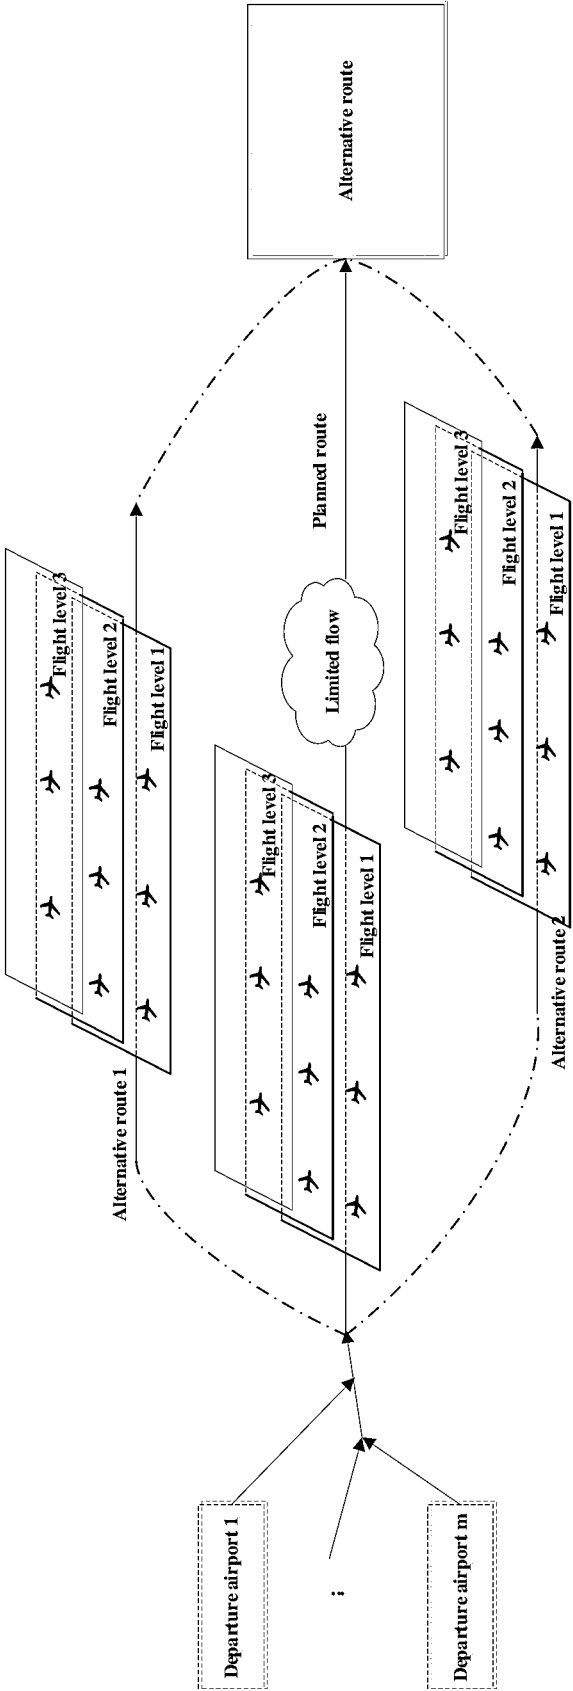 Departure airport 1
:
Departure airport m
Alternative route 1
Flight level 3
Flight level 2
Flight level 1
Flight level 3
Flight level 2
Flight level 1
Limited flow
Planned route
Alternative route 2
Flight level 3
Flight level 2
Flight level 1
Alternative route